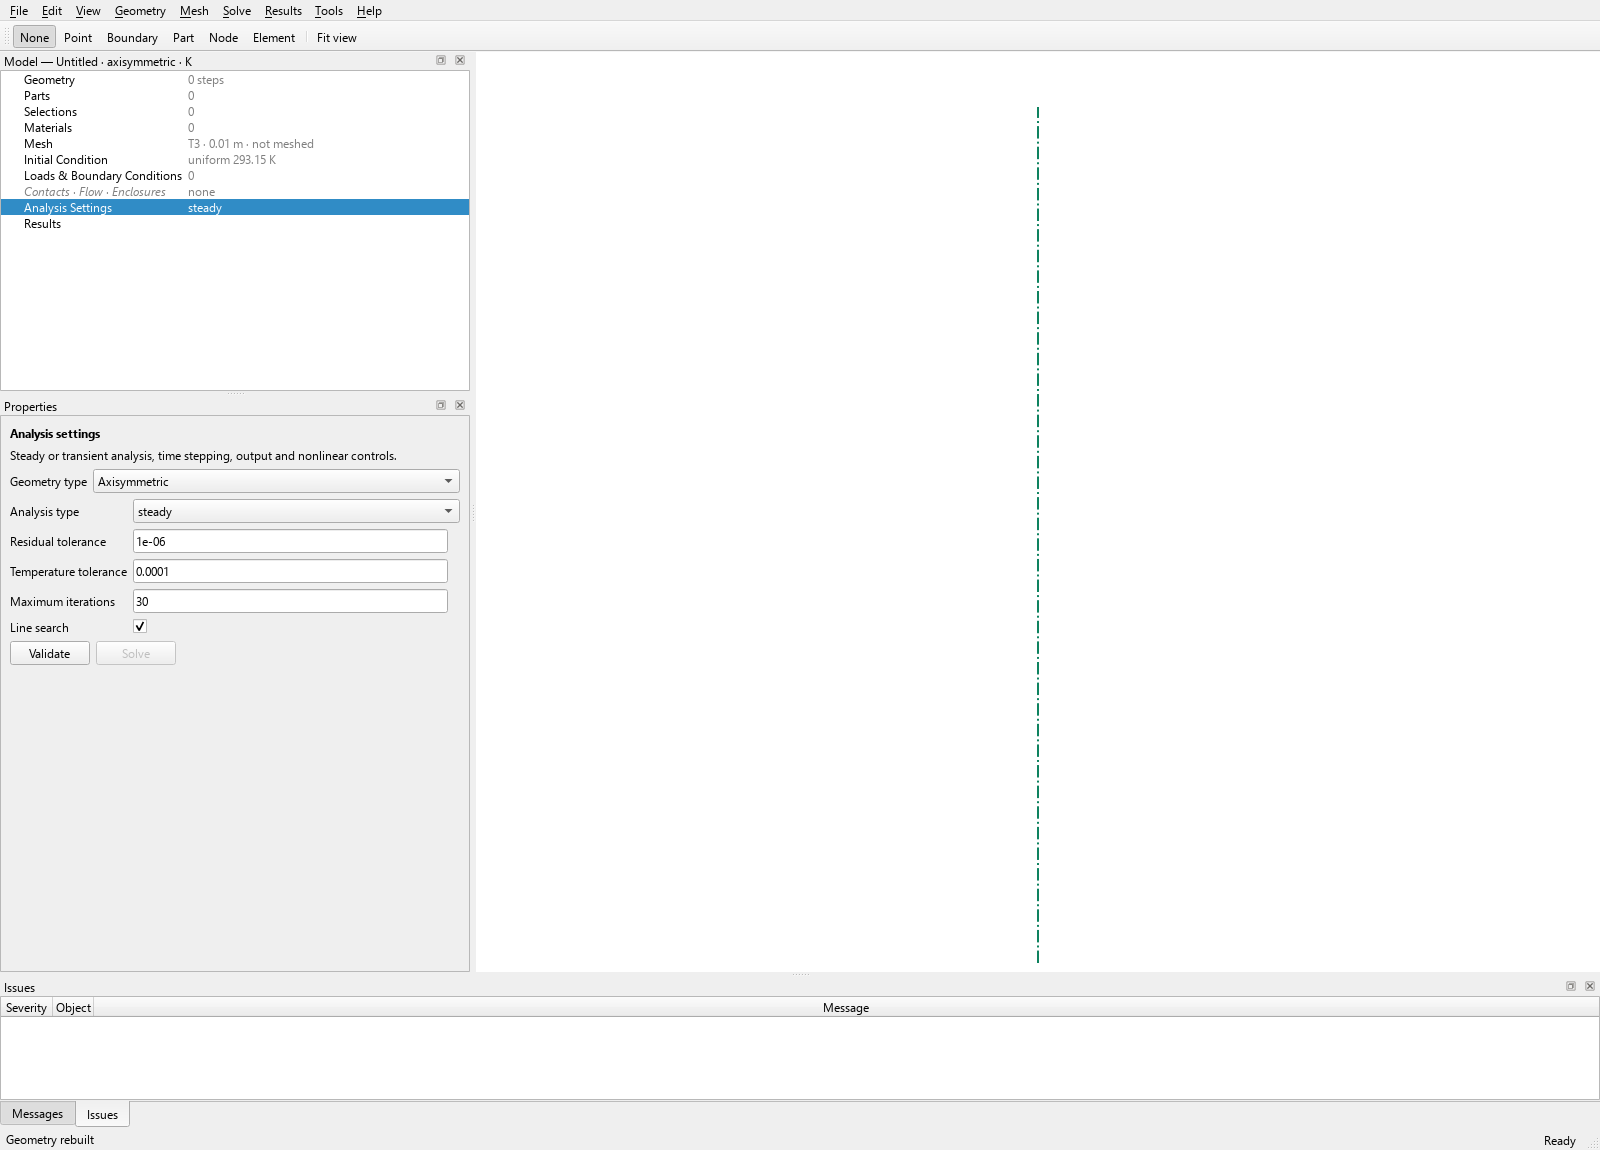 File Edit View Geometry Mesh Solve Results Tools Help
None Point Boundary Part Node Element Fit view
Model — Untitled · axisymmetric · K
Geometry 0 steps
Parts 0
Selections 0
Materials 0
Mesh T3 · 0.01 m · not meshed
Initial Condition uniform 293.15 K
Loads & Boundary Conditions 0
Contacts · Flow · Enclosures none
Analysis Settings steady
Results
Properties
Analysis settings
Steady or transient analysis, time stepping, output and nonlinear controls.
Geometry type Axisymmetric
Analysis type steady
Residual tolerance 1e-06
Temperature tolerance 0.0001
Maximum iterations 30
Line search
Validate Solve
Issues
Severity Object Message
Messages Issues
Geometry rebuilt Ready